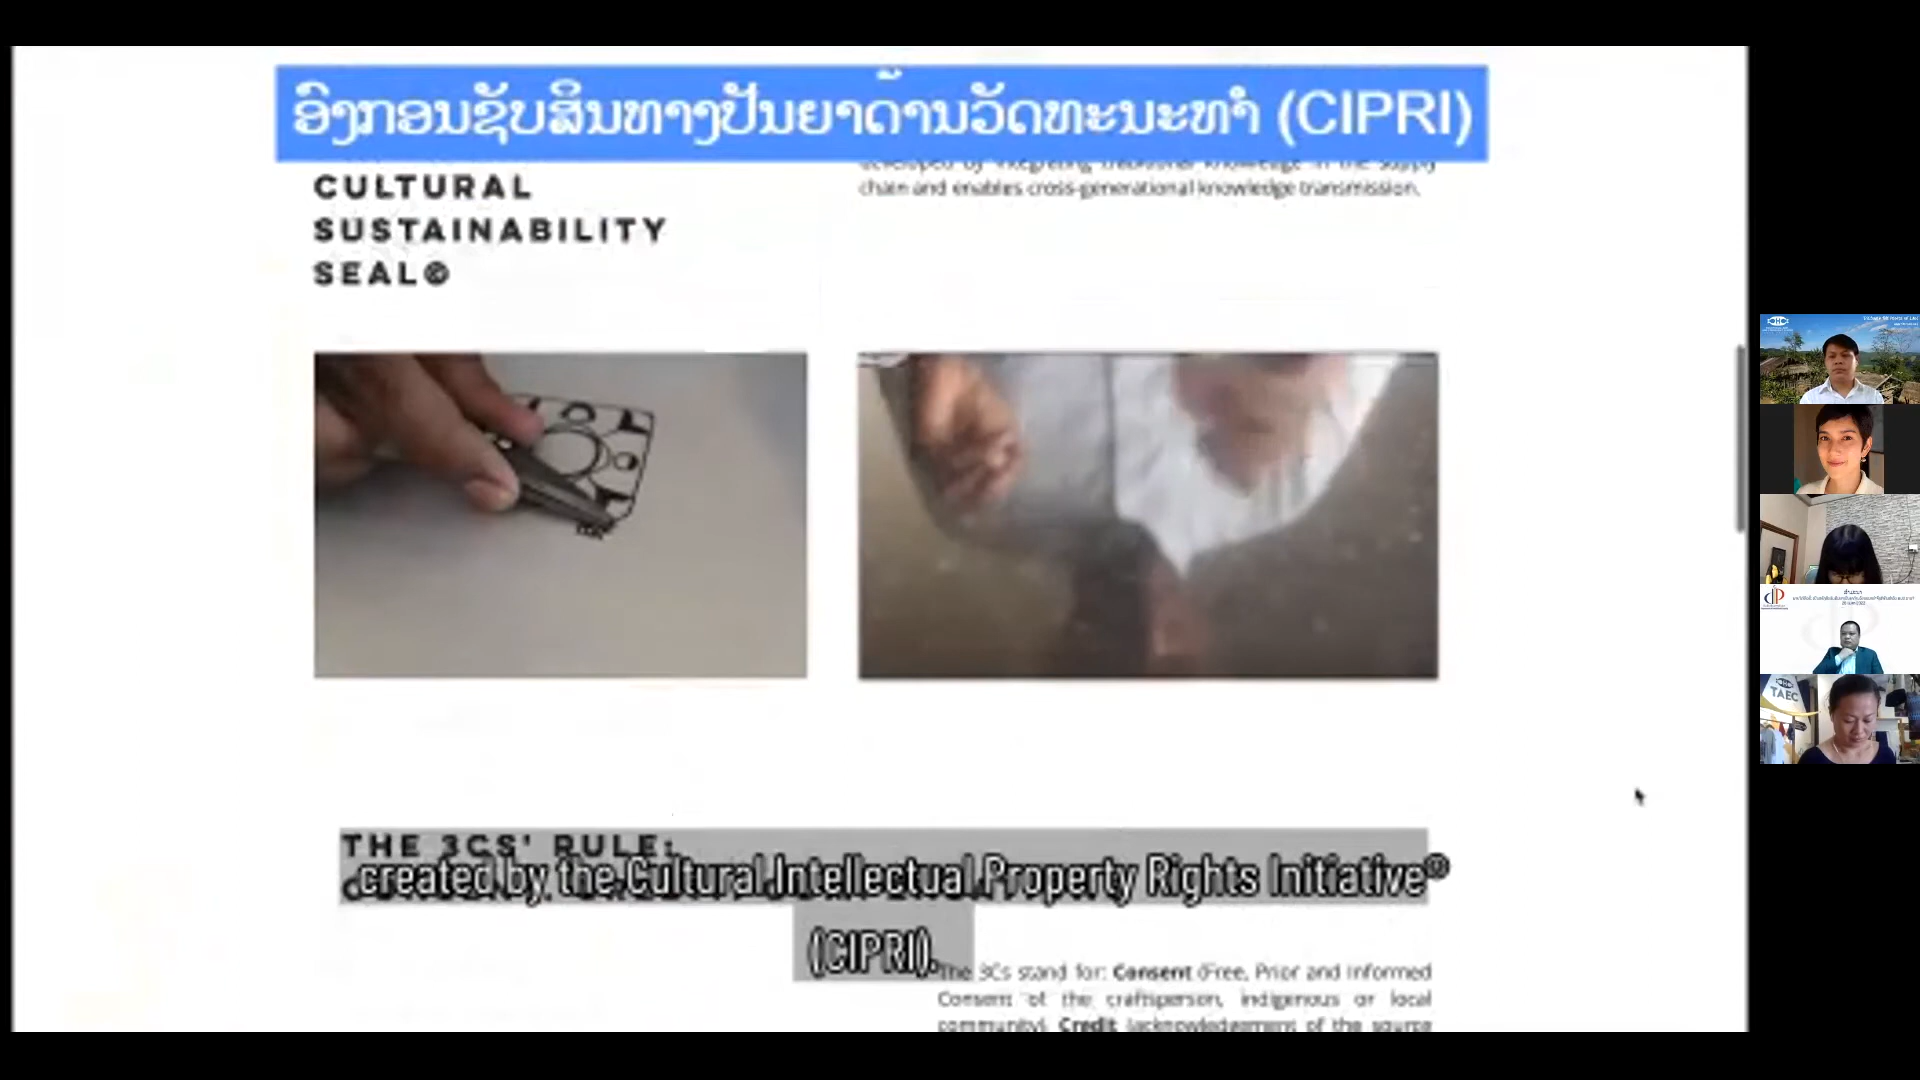 ອົງກອນຊັບສິນທາງປັນຍາດ້ານວັດທະນະທຳ (CIPRI)
developed by integrating traditional knowledge in the supply
chain and enables cross-generational knowledge transmission.
CULTURAL
SUSTAINABILITY
SEAL©
THE 3CS' RULE:
created by the Cultural Intellectual Property Rights Initiative®
(CIPRI).
The 3Cs stand for: Consent (Free, Prior and Informed
Consent of the craftsperson, indigenous or local
community), Credit (acknowledgement of the source
TAEC